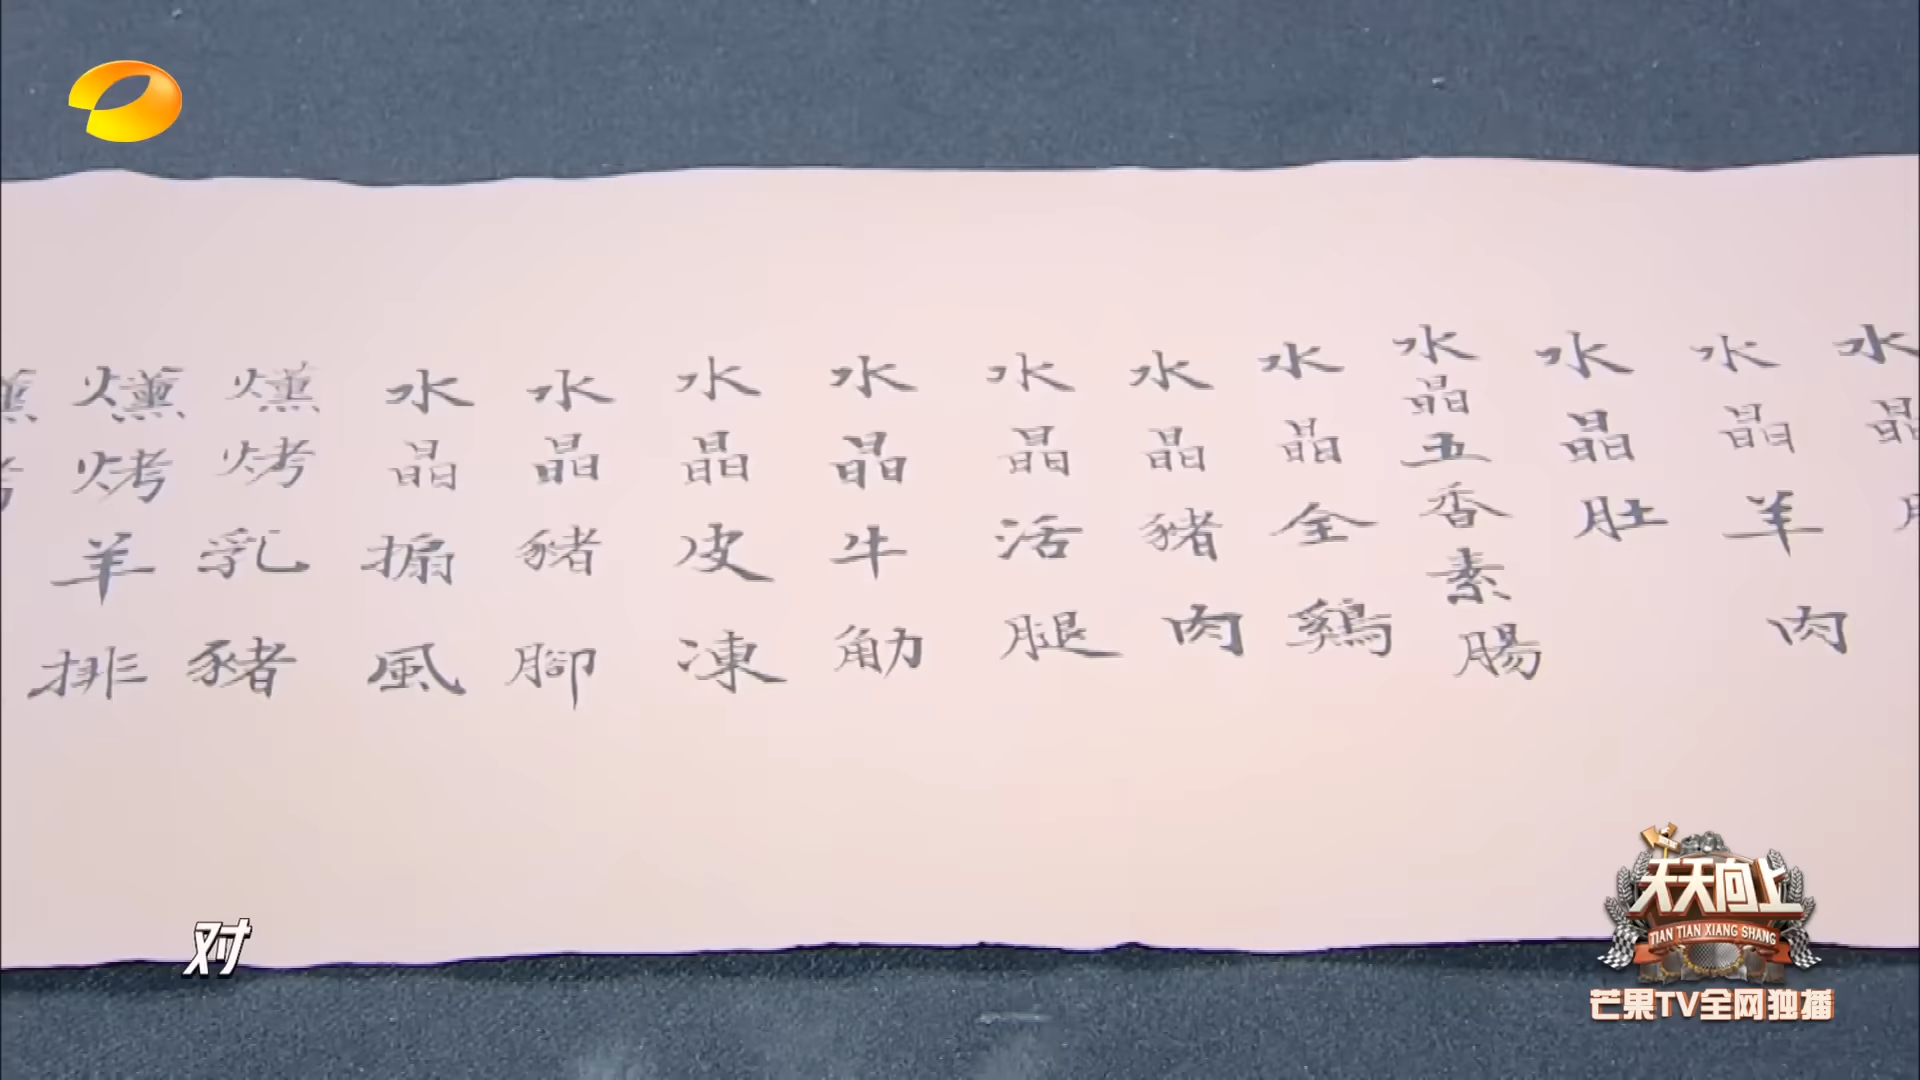 水晶
水晶羊肉
水晶肚
水晶五香素腸
水晶全鷄
水晶豬肉
水晶活腿
水晶牛觔
水晶皮凍
水晶豬腳
水晶搧風
燻烤乳豬
燻烤羊排
对
天天向上
TIAN TIAN XIANG SHANG
芒果TV全网独播